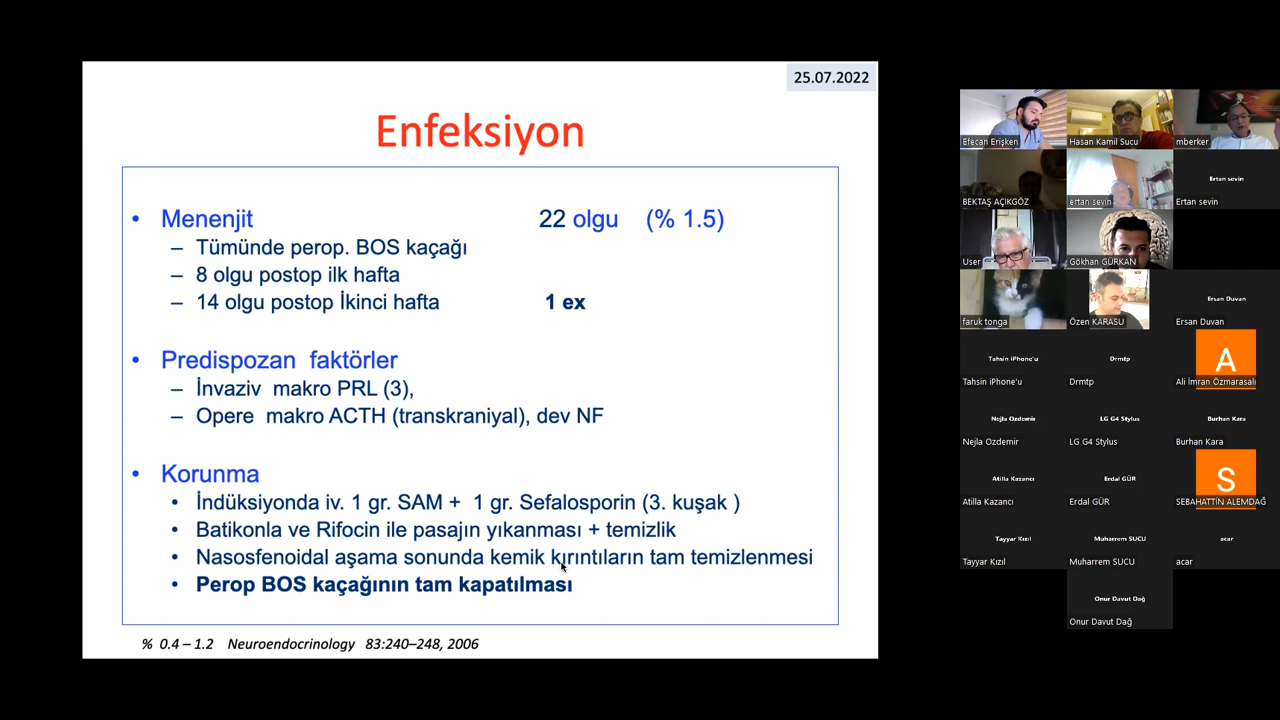 25.07.2022
Enfeksiyon
• Menenjit 22 olgu (% 1.5)
– Tümünde perop. BOS kaçağı
– 8 olgu postop ilk hafta
– 14 olgu postop İkinci hafta 1 ex
• Predispozan faktörler
– İnvaziv makro PRL (3),
– Opere makro ACTH (transkraniyal), dev NF
• Korunma
• İndüksiyonda iv. 1 gr. SAM + 1 gr. Sefalosporin (3. kuşak )
• Batikonla ve Rifocin ile pasajın yıkanması + temizlik
• Nasosfenoidal aşama sonunda kemik kırıntıların tam temizlenmesi
• Perop BOS kaçağının tam kapatılması
% 0.4 – 1.2 Neuroendocrinology 83:240–248, 2006
Efecan Erişken
Hasan Kamil Sucu
mberker
BEKTAŞ AÇIKGÖZ
ertan sevin
Ertan sevin
Ertan sevin
User
Gökhan GÜRKAN
faruk tonga
Özen KARASU
Ersan Duvan
Ersan Duvan
Tahsin iPhone'u
Tahsin iPhone'u
Drmtp
Drmtp
A
Ali İmran Özmarasalı
Nejla Ozdemir
Nejla Ozdemir
LG G4 Stylus
LG G4 Stylus
Burhan Kara
Burhan Kara
Atilla Kazancı
Atilla Kazancı
Erdal GÜR
Erdal GÜR
S
SEBAHATTİN ALEMDAĞ
Tayyar Kızıl
Tayyar Kızıl
Muharrem SUCU
Muharrem SUCU
acar
acar
Onur Davut Dağ
Onur Davut Dağ